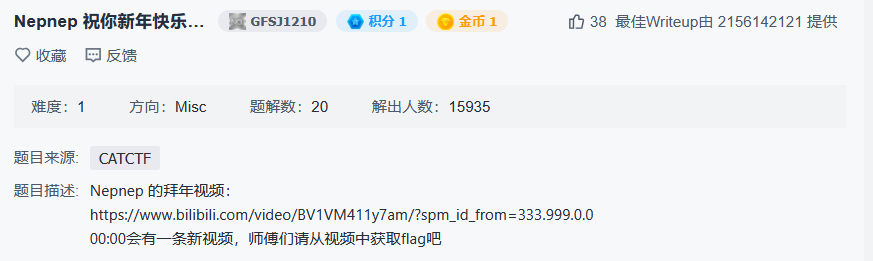 Nepnep 祝你新年快乐... GFSJ1210 积分 1 金币 1 38 最佳Writeup由 2156142121 提供
收藏 反馈
难度：1 方向：Misc 题解数：20 解出人数：15935
题目来源: CATCTF
题目描述: Nepnep 的拜年视频：
https://www.bilibili.com/video/BV1VM411y7am/?spm_id_from=333.999.0.0
00:00会有一条新视频，师傅们请从视频中获取flag吧